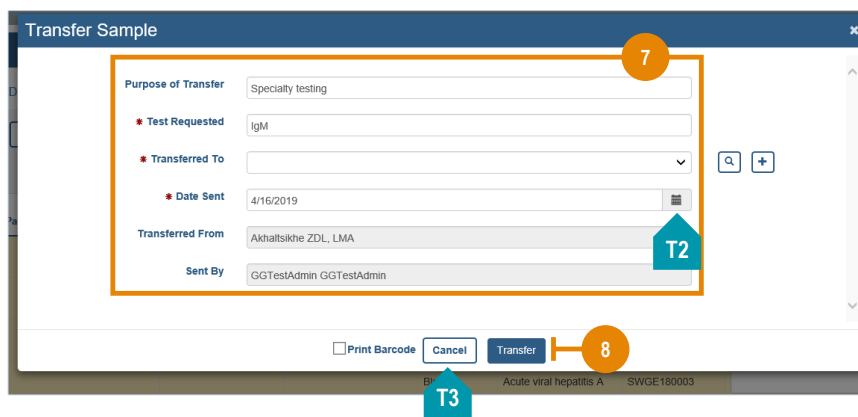 Transfer Sample
7
Purpose of Transfer Specialty testing
* Test Requested IgM
* Transferred To
* Date Sent 4/16/2019
T2
Transferred From Akhaltsikhe ZDL, LMA
Sent By GGTestAdmin GGTestAdmin
Print Barcode Cancel Transfer 8
Acute viral hepatitis A SWGE180003
T3